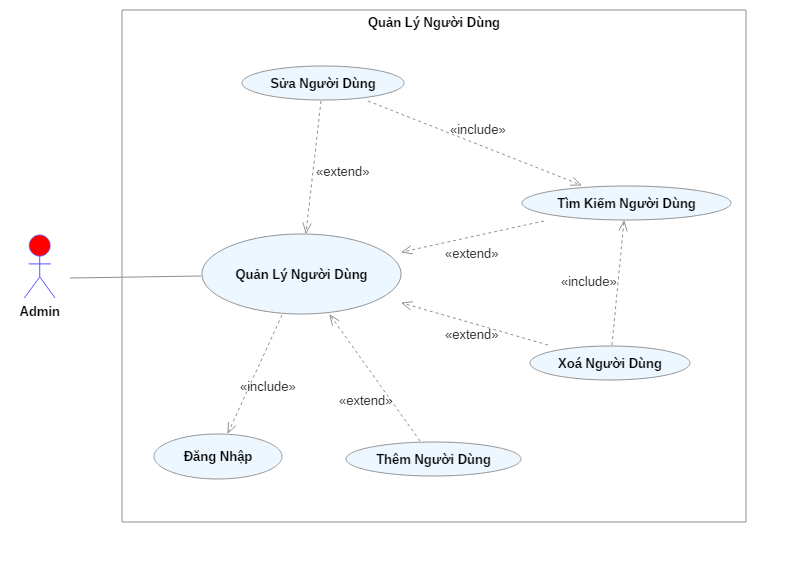 Quản Lý Người Dùng
Sửa Người Dùng
«include»
«extend»
Tìm Kiếm Người Dùng
«extend»
Quản Lý Người Dùng
«include»
Admin
«extend»
Xoá Người Dùng
«include»
«extend»
Đăng Nhập
Thêm Người Dùng